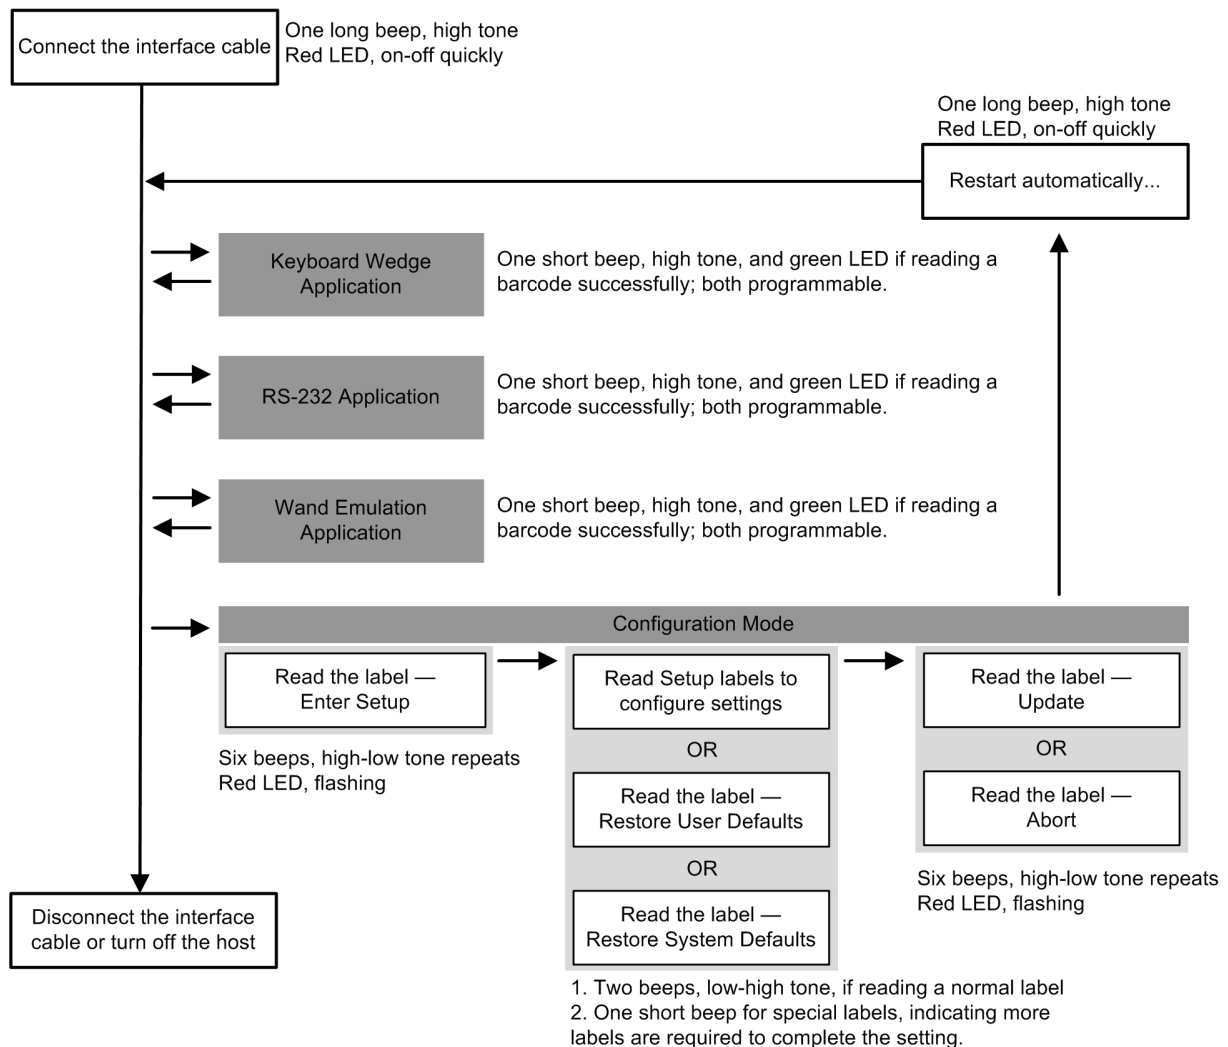 Connect the interface cable
One long beep, high tone
Red LED, on-off quickly
One long beep, high tone
Red LED, on-off quickly
Restart automatically...
Keyboard Wedge
Application
One short beep, high tone, and green LED if reading a
barcode successfully; both programmable.
RS-232 Application
One short beep, high tone, and green LED if reading a
barcode successfully; both programmable.
Wand Emulation
Application
One short beep, high tone, and green LED if reading a
barcode successfully; both programmable.
Configuration Mode
Read the label —
Enter Setup
Six beeps, high-low tone repeats
Red LED, flashing
Read Setup labels to
configure settings
OR
Read the label —
Restore User Defaults
OR
Read the label —
Restore System Defaults
1. Two beeps, low-high tone, if reading a normal label
2. One short beep for special labels, indicating more
labels are required to complete the setting.
Read the label —
Update
OR
Read the label —
Abort
Six beeps, high-low tone repeats
Red LED, flashing
Disconnect the interface
cable or turn off the host